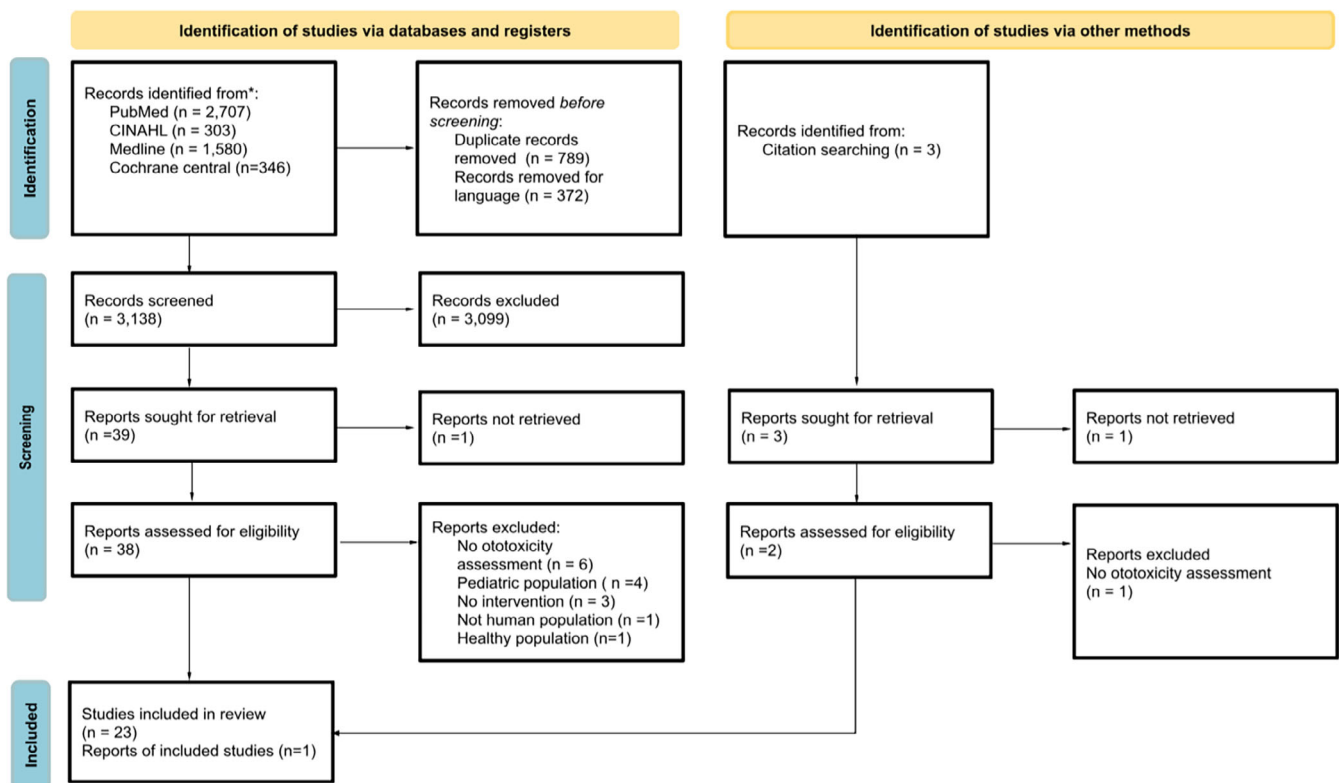 Identification of studies via databases and registers
Identification of studies via other methods
Identification
Records identified from*:
PubMed (n = 2,707)
CINAHL (n = 303)
Medline (n = 1,580)
Cochrane central (n=346)
Records removed before
screening:
Duplicate records
removed (n = 789)
Records removed for
language (n = 372)
Records identified from:
Citation searching (n = 3)
Screening
Records screened
(n = 3,138)
Records excluded
(n = 3,099)
Reports sought for retrieval
(n =39)
Reports not retrieved
(n =1)
Reports sought for retrieval
(n = 3)
Reports not retrieved
(n = 1)
Reports assessed for eligibility
(n = 38)
Reports excluded:
No ototoxicity
assessment (n = 6)
Pediatric population ( n =4)
No intervention (n = 3)
Not human population (n =1)
Healthy population (n=1)
Reports assessed for eligibility
(n =2)
Reports excluded
No ototoxicity assessment
(n = 1)
Included
Studies included in review
(n = 23)
Reports of included studies (n=1)